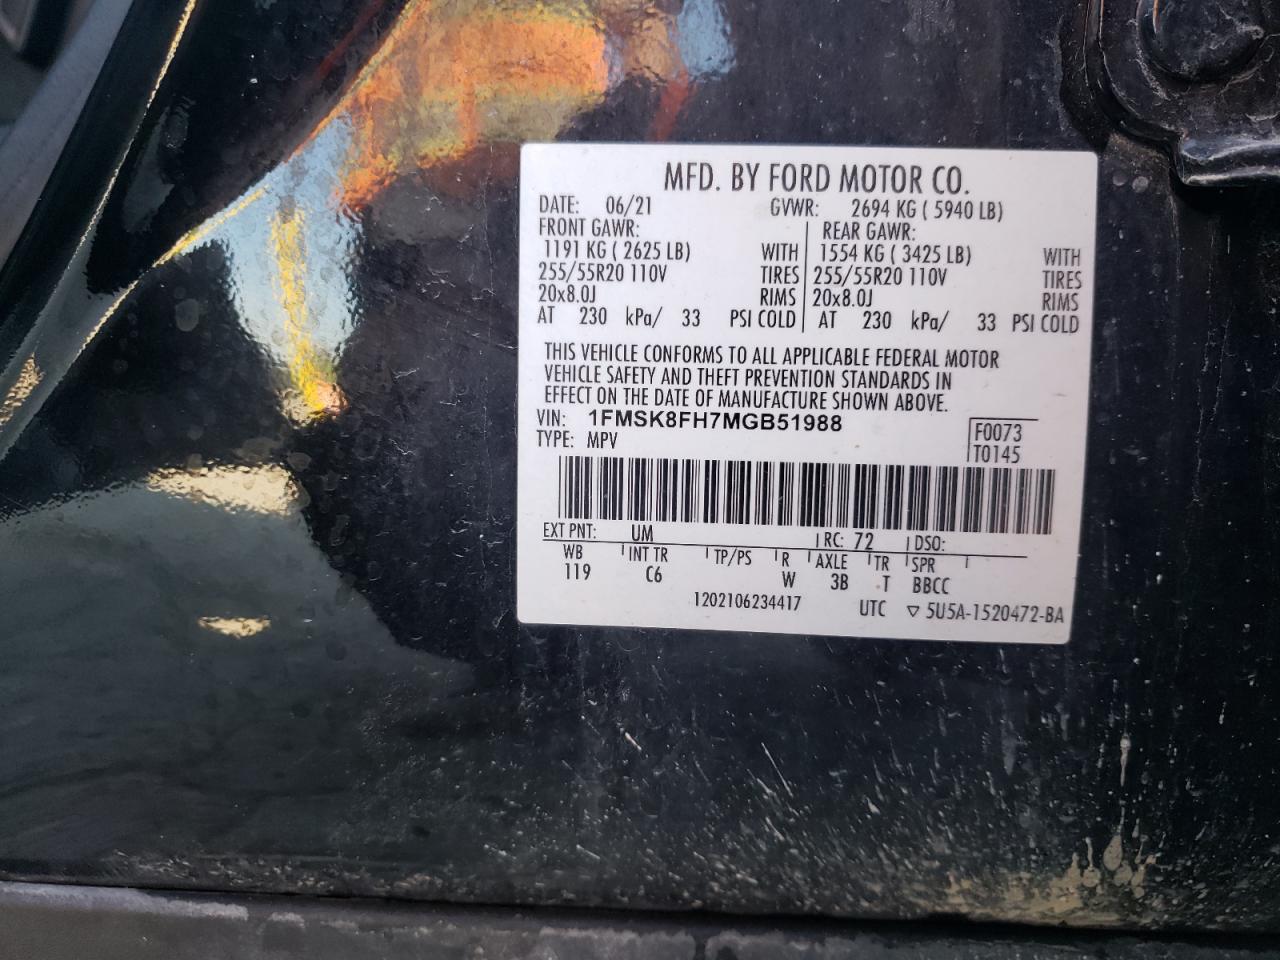 MFD. BY FORD MOTOR CO.
DATE: 06/21 GVWR: 2694 KG ( 5940 LB)
FRONT GAWR: REAR GAWR:
1191 KG ( 2625 LB) WITH 1554 KG ( 3425 LB) WITH
255/55R20 110V TIRES 255/55R20 110V TIRES
20x8.0J RIMS 20x8.0J RIMS
AT 230 kPa/ 33 PSI COLD AT 230 kPa/ 33 PSI COLD
THIS VEHICLE CONFORMS TO ALL APPLICABLE FEDERAL MOTOR
VEHICLE SAFETY AND THEFT PREVENTION STANDARDS IN
EFFECT ON THE DATE OF MANUFACTURE SHOWN ABOVE.
VIN: 1FMSK8FH7MGB51988 F0073
TYPE: MPV T0145
EXT PNT: UM RC: 72 DSO:
WB INT TR TP/PS R AXLE TR SPR
119 C6 W 3B T BBCC
1202106234417 UTC ▽ 5U5A-1520472-BA